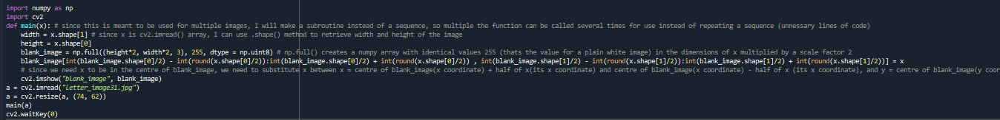 import numpy as np
import cv2
def main(x): # since this is meant to be used for multiple images, I will make a subroutine instead of a sequence, so multiple the function can be called several times for use instead of repeating a sequence (unnessary lines of code)
    width = x.shape[1] # since x is cv2.imread() array, I can use .shape() method to retrieve width and height of the image
    height = x.shape[0]
    blank_image = np.full((height*2, width*2, 3), 255, dtype = np.uint8) # np.full() creates a numpy array with identical values 255 (thats the value for a plain white image) in the dimensions of x multiplied by a scale factor 2
    blank_image[int(blank_image.shape[0]/2) - int(round(x.shape[0]/2)):int(blank_image.shape[0]/2) + int(round(x.shape[0]/2)) , int(blank_image.shape[1]/2) - int(round(x.shape[1]/2)):int(blank_image.shape[1]/2) + int(round(x.shape[1]/2))] = x
    # since we need x to be in the centre of blank_image, we need to substitute x between x = centre of blank_image(x coordinate) + half of x(its x coordinate) and centre of blank_image(x coordinate) - half of x (its x coordinate), and y = centre of blank_image(y coor
    cv2.imshow("blank_image", blank_image)
a = cv2.imread("Letter_image31.jpg")
a = cv2.resize(a, (74, 62))
main(a)
cv2.waitKey(0)